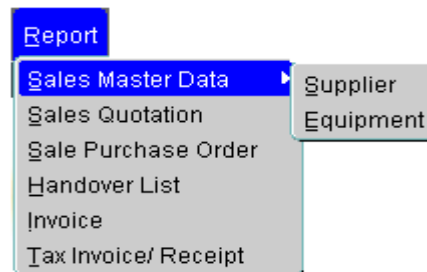 Report
Sales Master Data
Supplier
Sales Quotation
Equipment
Sale Purchase Order
Handover List
Invoice
Tax Invoice/ Receipt